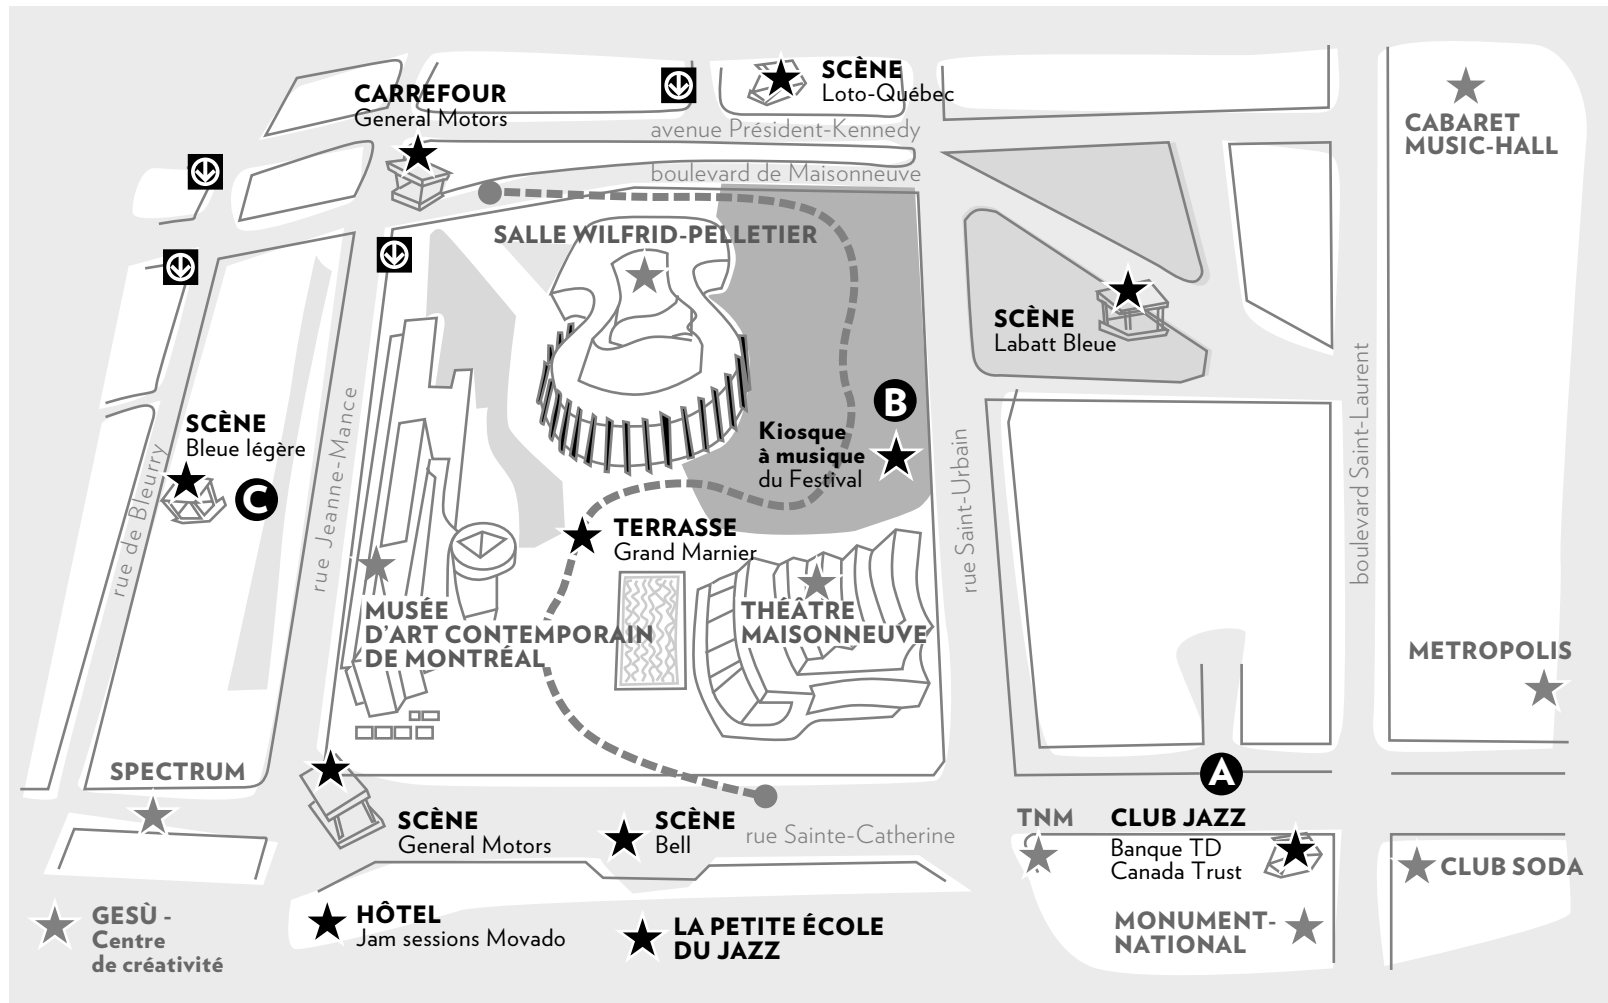 SCÈNE
Loto-Québec
CARREFOUR
General Motors
avenue Président-Kennedy
boulevard de Maisonneuve
CABARET
MUSIC-HALL
SALLE WILFRID-PELLETIER
SCÈNE
Labatt Bleue
B
Kiosque
à musique
du Festival
SCÈNE
Bleue légère
C
rue de Bleurry
rue Jeanne-Mance
rue Saint-Urbain
boulevard Saint-Laurent
TERRASSE
Grand Marnier
MUSÉE
D'ART CONTEMPORAIN
DE MONTRÉAL
THÉÂTRE
MAISONNEUVE
METROPOLIS
SPECTRUM
A
SCÈNE
General Motors
SCÈNE
Bell
rue Sainte-Catherine
TNM
CLUB JAZZ
Banque TD
Canada Trust
CLUB SODA
GESÙ -
Centre
de créativité
HÔTEL
Jam sessions Movado
LA PETITE ÉCOLE
DU JAZZ
MONUMENT-
NATIONAL